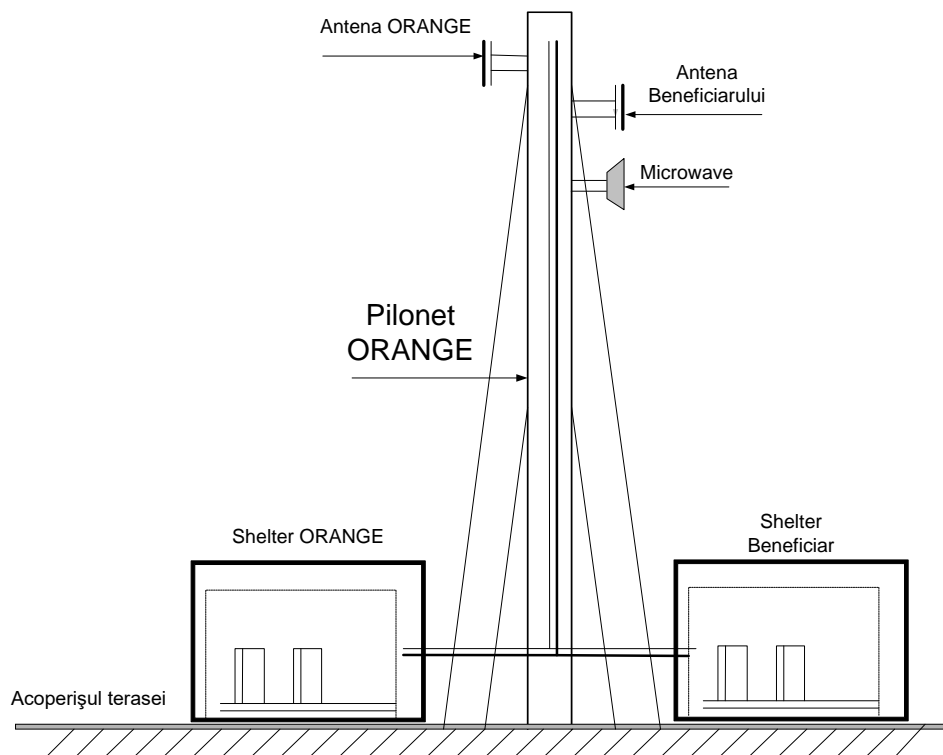 Antena ORANGE
Antena
Beneficiarului
Microwave
Pilonet
ORANGE
Shelter ORANGE
Shelter
Beneficiar
Acoperişul terasei